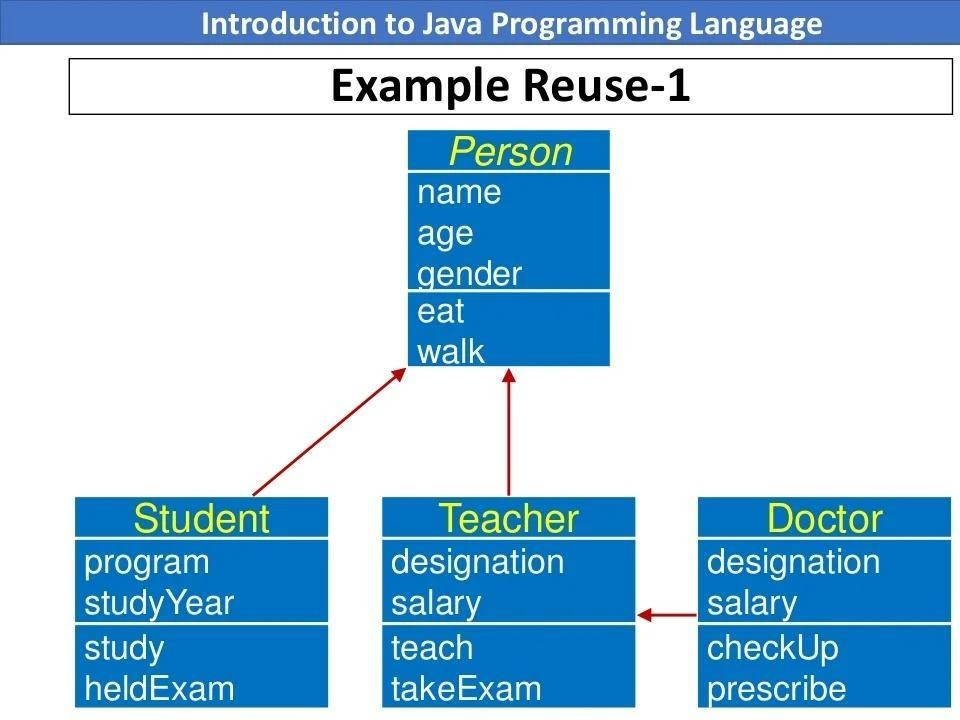 Introduction to Java Programming Language
Example Reuse-1
Person
name
age
gender
eat
walk
Student
program
studyYear
study
heldExam
Teacher
designation
salary
teach
takeExam
Doctor
designation
salary
checkUp
prescribe